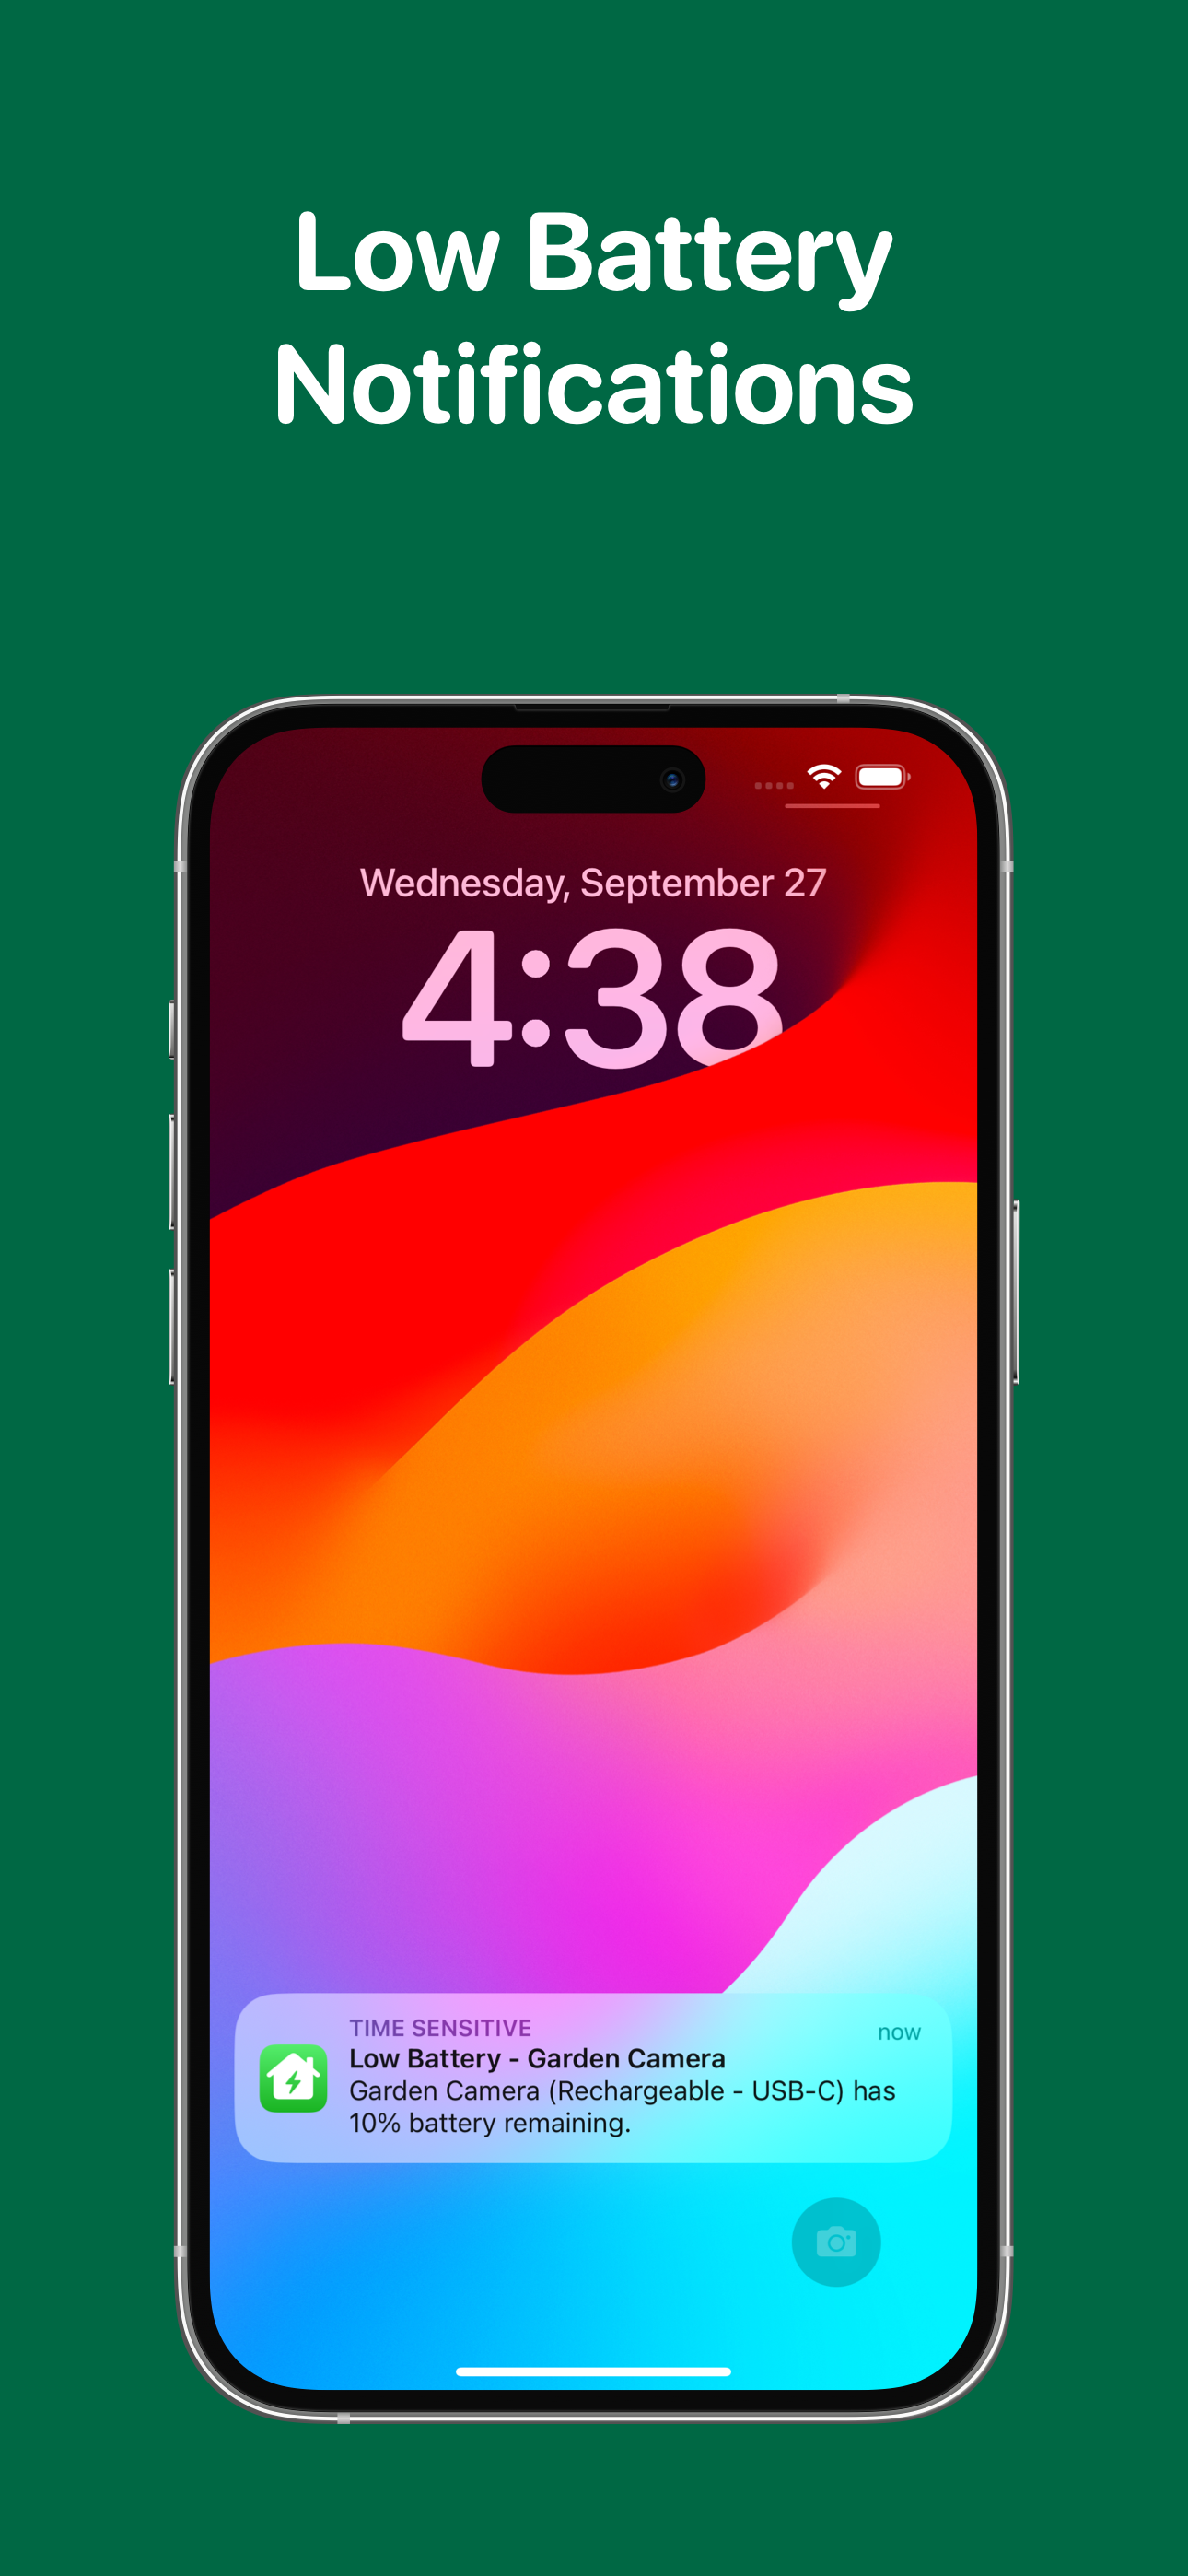 Low Battery
Notifications
Wednesday, September 27
4:38
TIME SENSITIVE
now
Low Battery - Garden Camera
Garden Camera (Rechargeable - USB-C) has
10% battery remaining.